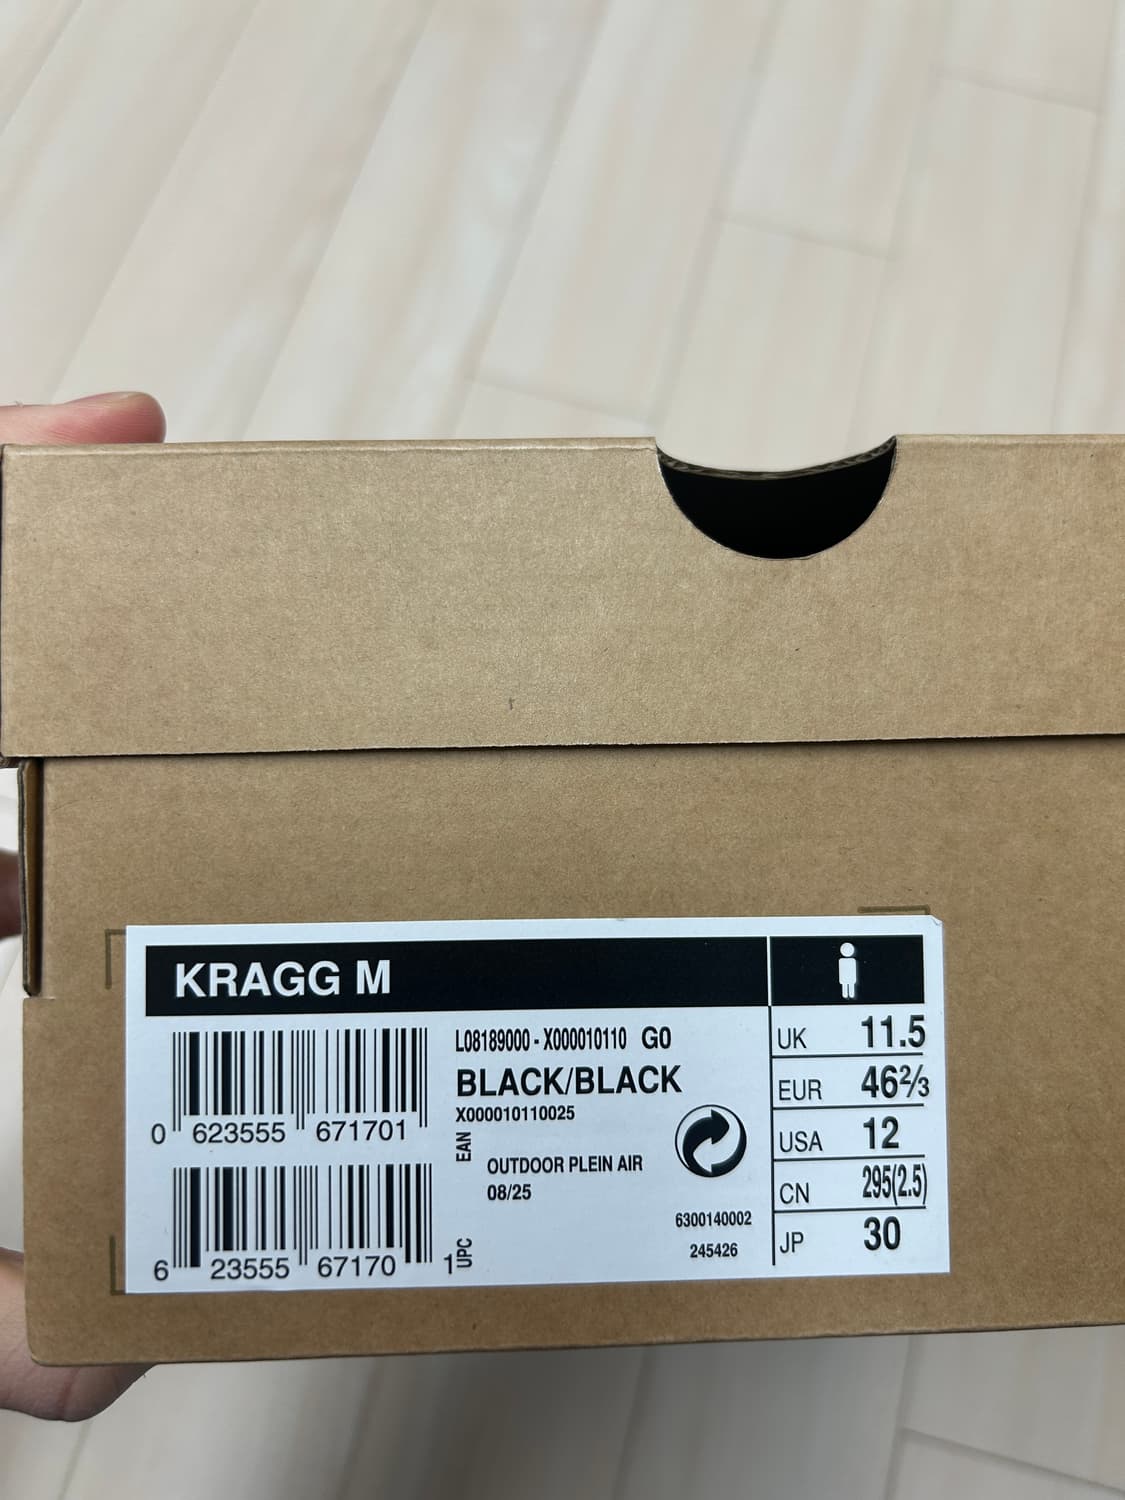 KRAGG M
0 623555 671701
6 23555 67170 1
L08189000 - X000010110 G0
BLACK/BLACK
X000010110025
EAN
OUTDOOR PLEIN AIR
08/25
UPC
6300140002
245426
UK 11.5
EUR 46⅔
USA 12
CN 295(2.5)
JP 30